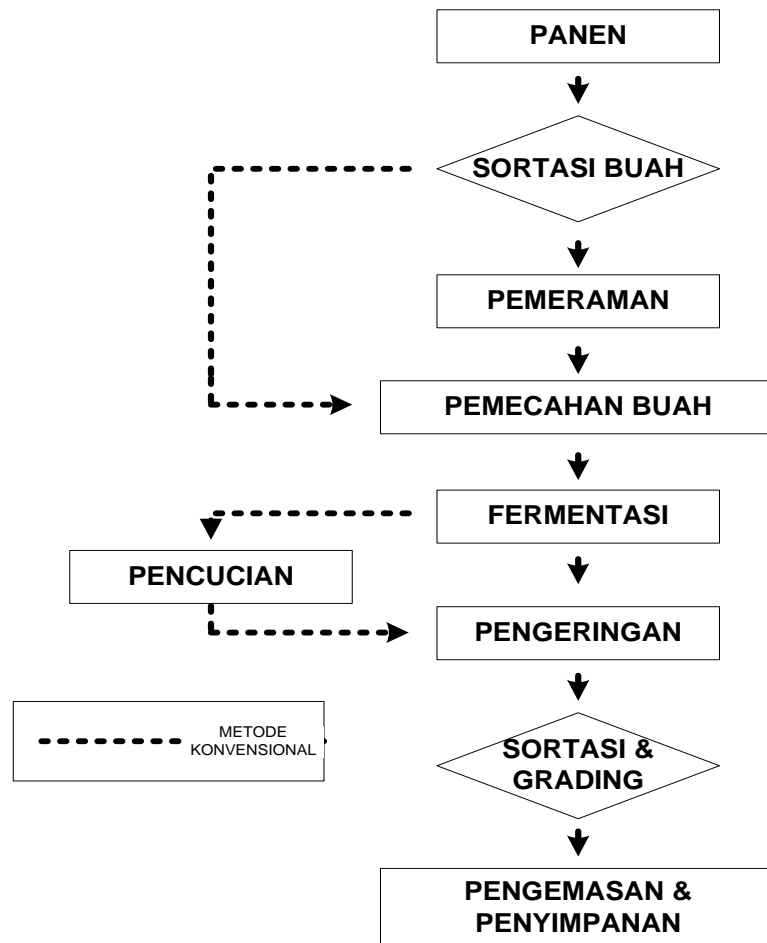 PANEN
SORTASI BUAH
PEMERAMAN
PEMECAHAN BUAH
FERMENTASI
PENCUCIAN
PENGERINGAN
METODE
KONVENSIONAL
SORTASI &
GRADING
PENGEMASAN &
PENYIMPANAN